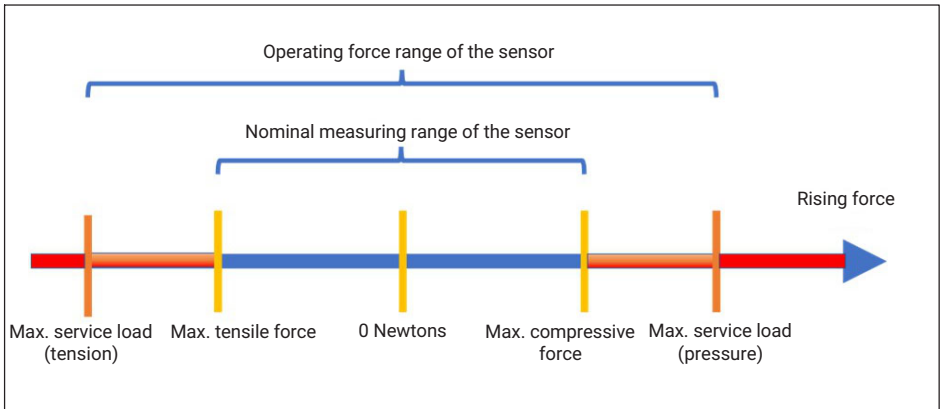 Operating force range of the sensor
Nominal measuring range of the sensor
Rising force
Max. service load
(tension)
Max. tensile force
0 Newtons
Max. compressive
force
Max. service load
(pressure)